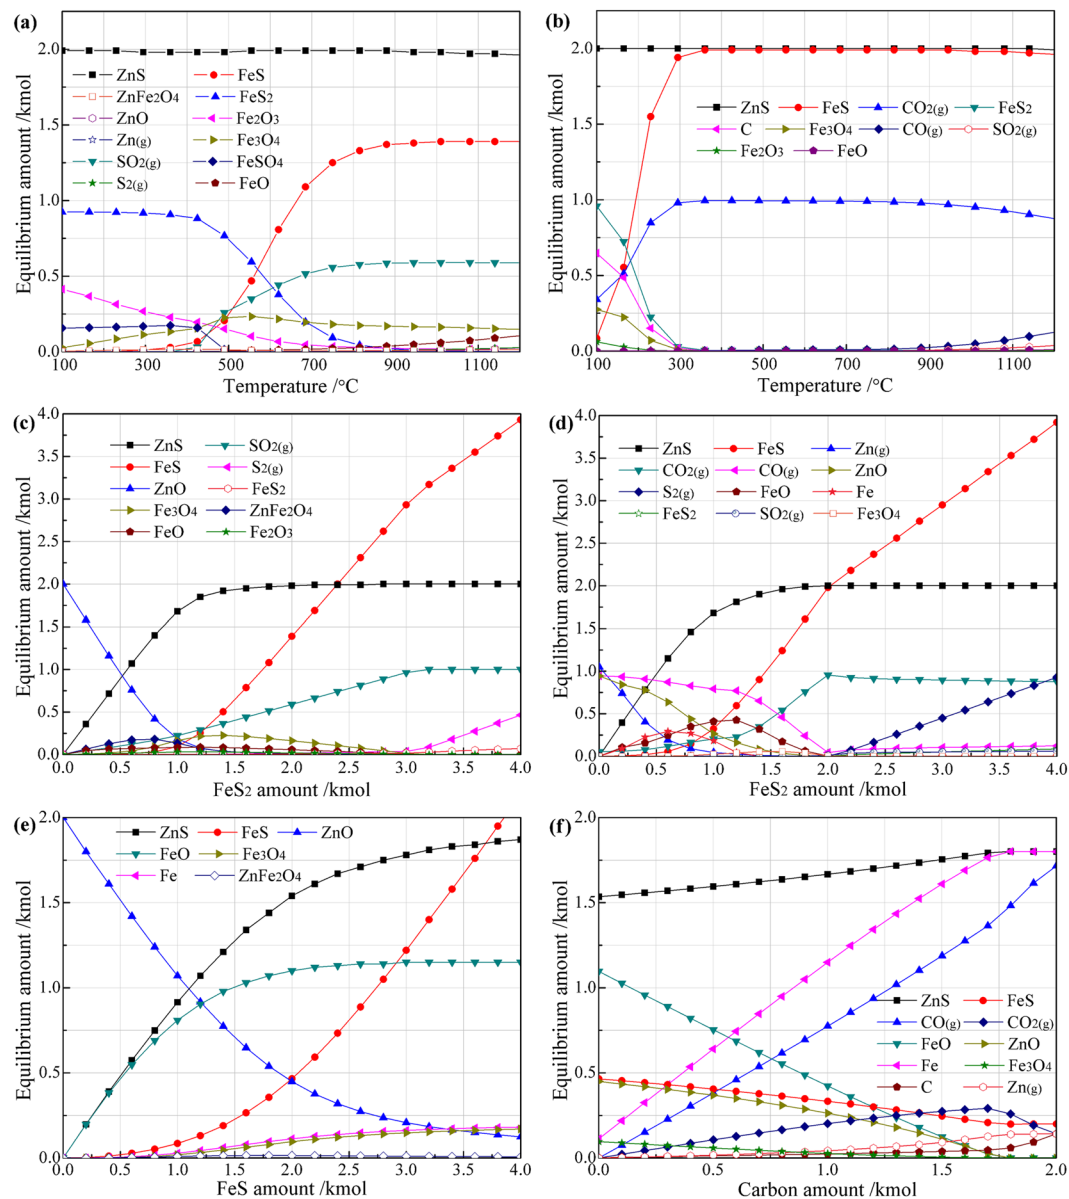 (a)
2.0
1.5
1.0
0.5
0.0
Equilibrium amount /kmol
ZnS FeS
ZnFe2O4 FeS2
ZnO Fe2O3
Zn(g) Fe3O4
SO2(g) FeSO4
S2(g) FeO
100 300 500 700 900 1100
Temperature /°C
(b)
2.0
1.5
1.0
0.5
0.0
Equilibrium amount /kmol
ZnS FeS CO2(g) FeS2
C Fe3O4 CO(g) SO2(g)
Fe2O3 FeO
100 300 500 700 900 1100
Temperature /°C
(c)
4.0
3.5
3.0
2.5
2.0
1.5
1.0
0.5
0.0
Equilibrium amount /kmol
ZnS SO2(g)
FeS S2(g)
ZnO FeS2
Fe3O4 ZnFe2O4
FeO Fe2O3
0.0 0.5 1.0 1.5 2.0 2.5 3.0 3.5 4.0
FeS2 amount /kmol
(d)
4.0
3.5
3.0
2.5
2.0
1.5
1.0
0.5
0.0
Equilibrium amount /kmol
ZnS FeS Zn(g)
CO2(g) CO(g) ZnO
S2(g) FeO Fe
FeS2 SO2(g) Fe3O4
0.0 0.5 1.0 1.5 2.0 2.5 3.0 3.5 4.0
FeS2 amount /kmol
(e)
2.0
1.5
1.0
0.5
0.0
Equilibrium amount /kmol
ZnS FeS ZnO
FeO Fe3O4
Fe ZnFe2O4
0.0 0.5 1.0 1.5 2.0 2.5 3.0 3.5 4.0
FeS amount /kmol
(f)
2.0
1.5
1.0
0.5
0.0
Equilibrium amount /kmol
ZnS FeS
CO(g) CO2(g)
FeO ZnO
Fe Fe3O4
C Zn(g)
0.0 0.5 1.0 1.5 2.0
Carbon amount /kmol